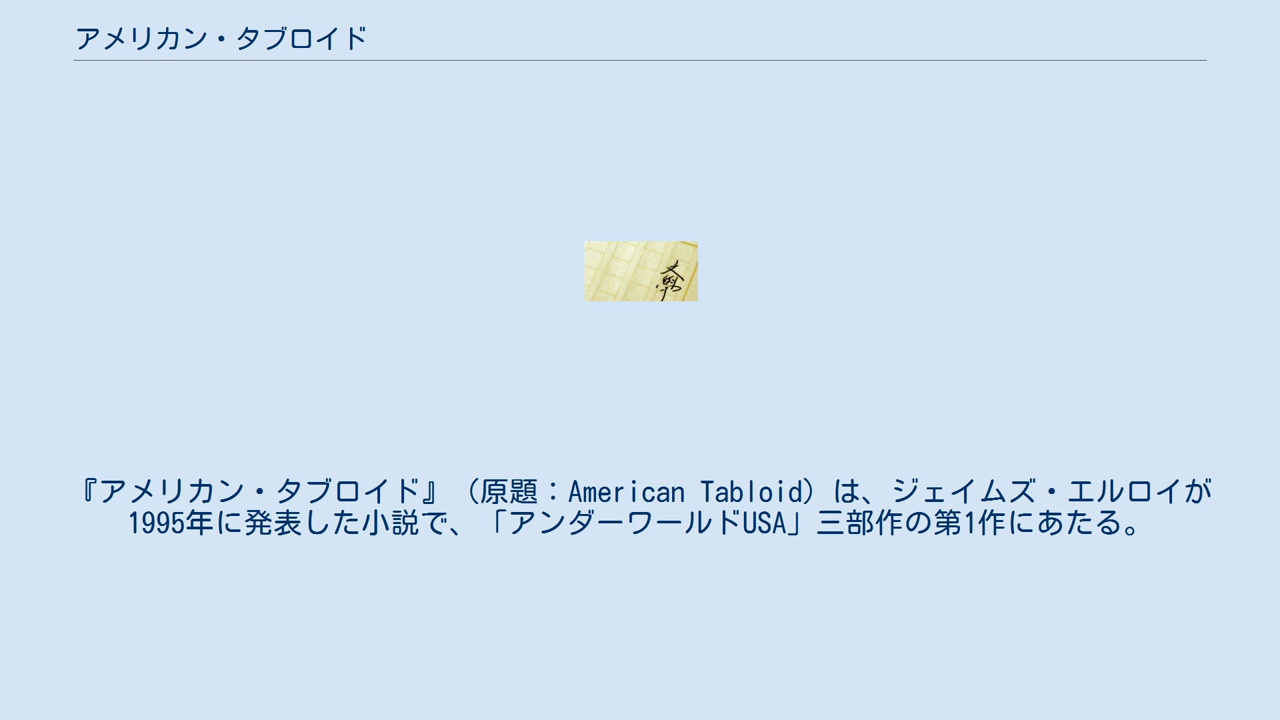 アメリカン・タブロイド
『アメリカン・タブロイド』（原題：American Tabloid）は、ジェイムズ・エルロイが
1995年に発表した小説で、「アンダーワールドUSA」三部作の第1作にあたる。